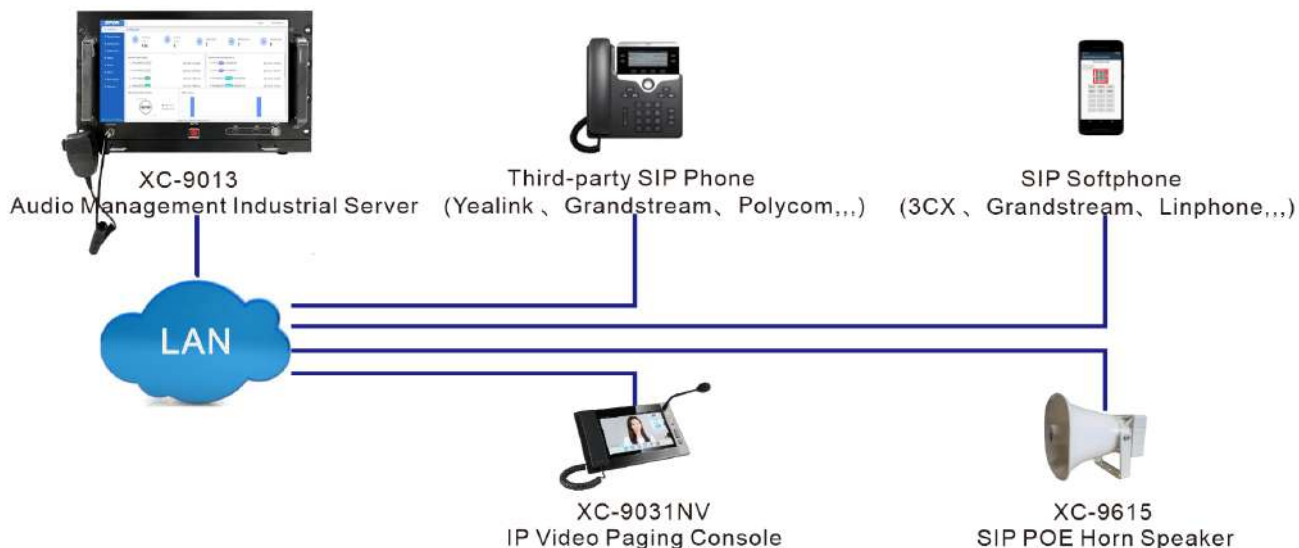 XC-9013
Audio Management Industrial Server
Third-party SIP Phone
(Yealink 、Grandstream、Polycom,,,)
SIP Softphone
(3CX 、Grandstream、Linphone,,,)
LAN
XC-9031NV
IP Video Paging Console
XC-9615
SIP POE Horn Speaker